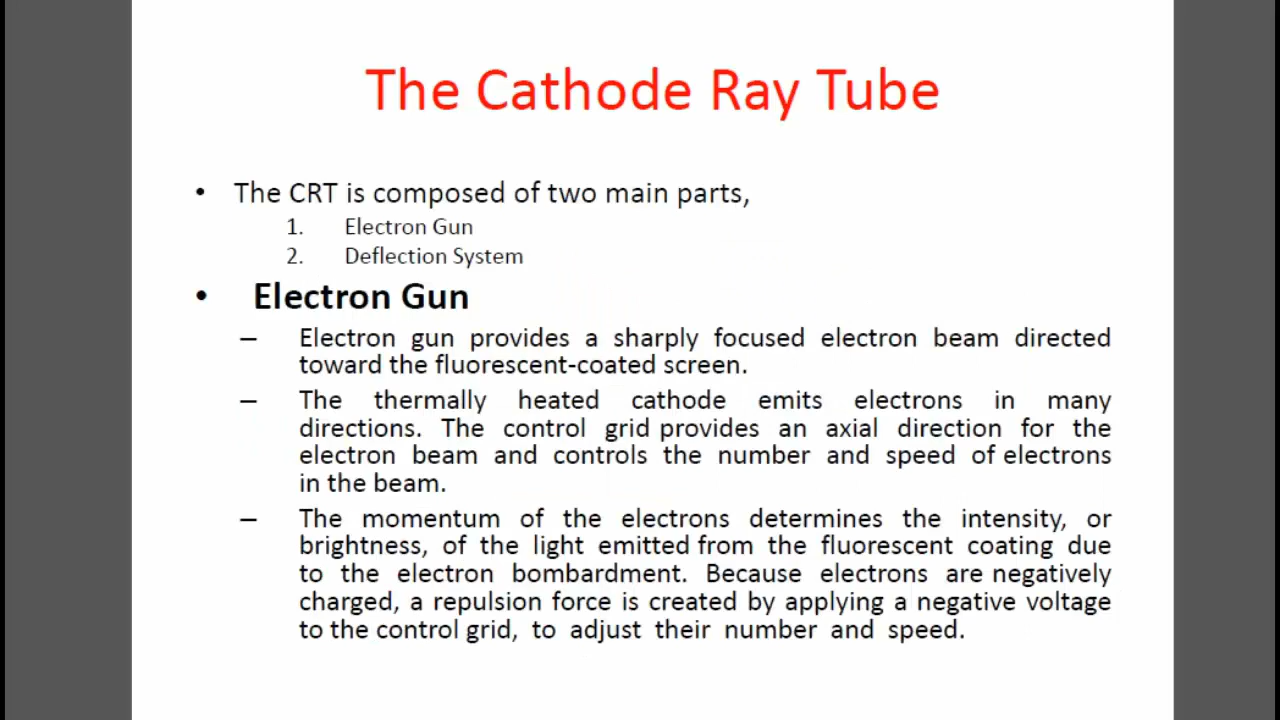 The Cathode Ray Tube
• The CRT is composed of two main parts,
1. Electron Gun
2. Deflection System
• Electron Gun
– Electron gun provides a sharply focused electron beam directed
toward the fluorescent-coated screen.
– The thermally heated cathode emits electrons in many
directions. The control grid provides an axial direction for the
electron beam and controls the number and speed of electrons
in the beam.
– The momentum of the electrons determines the intensity, or
brightness, of the light emitted from the fluorescent coating due
to the electron bombardment. Because electrons are negatively
charged, a repulsion force is created by applying a negative voltage
to the control grid, to adjust their number and speed.